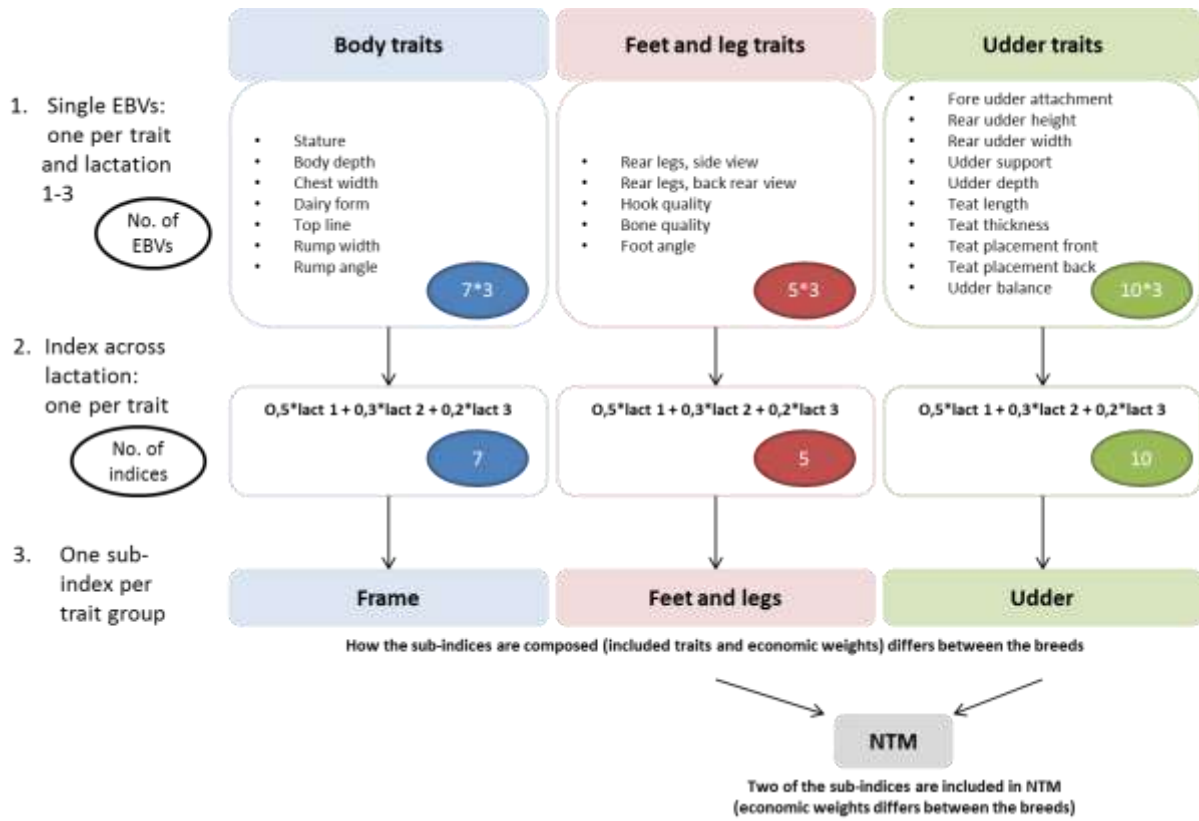 Body traits
Feet and leg traits
Udder traits
1. Single EBVs:
one per trait
and lactation
1-3
No. of
EBVs
• Stature
• Body depth
• Chest width
• Dairy form
• Top line
• Rump width
• Rump angle
7*3
• Rear legs, side view
• Rear legs, back rear view
• Hook quality
• Bone quality
• Foot angle
5*3
• Fore udder attachment
• Rear udder height
• Rear udder width
• Udder support
• Udder depth
• Teat length
• Teat thickness
• Teat placement front
• Teat placement back
• Udder balance
10*3
2. Index across
lactation:
one per trait
No. of
indices
0,5*lact 1 + 0,3*lact 2 + 0,2*lact 3
7
0,5*lact 1 + 0,3*lact 2 + 0,2*lact 3
5
0,5*lact 1 + 0,3*lact 2 + 0,2*lact 3
10
3. One sub-
index per
trait group
Frame
Feet and legs
Udder
How the sub-indices are composed (included traits and economic weights) differs between the breeds
NTM
Two of the sub-indices are included in NTM
(economic weights differs between the breeds)